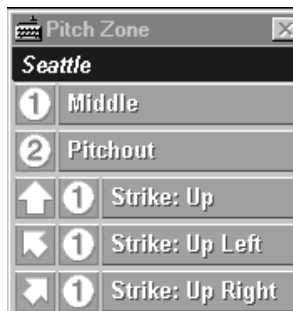 Pitch Zone
Seattle
1 Middle
2 Pitchout
1 Strike: Up
1 Strike: Up Left
1 Strike: Up Right